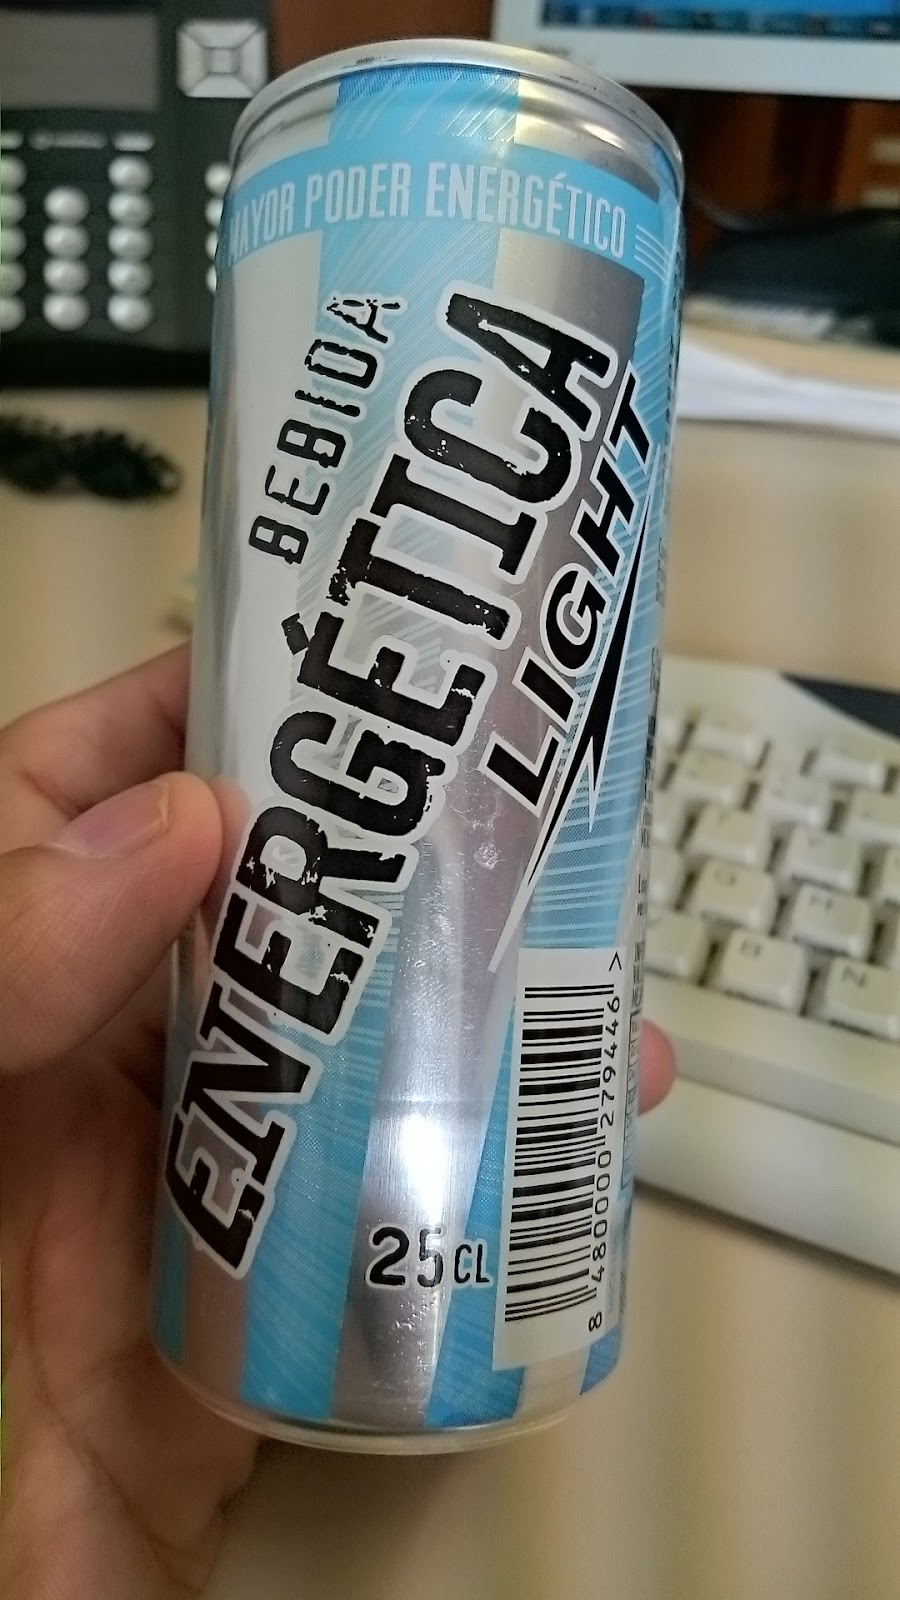 MAYOR PODER ENERGÉTICO
BEBIDA
ENERGÉTICA
LIGHT
25 CL
8 480000 279446 >